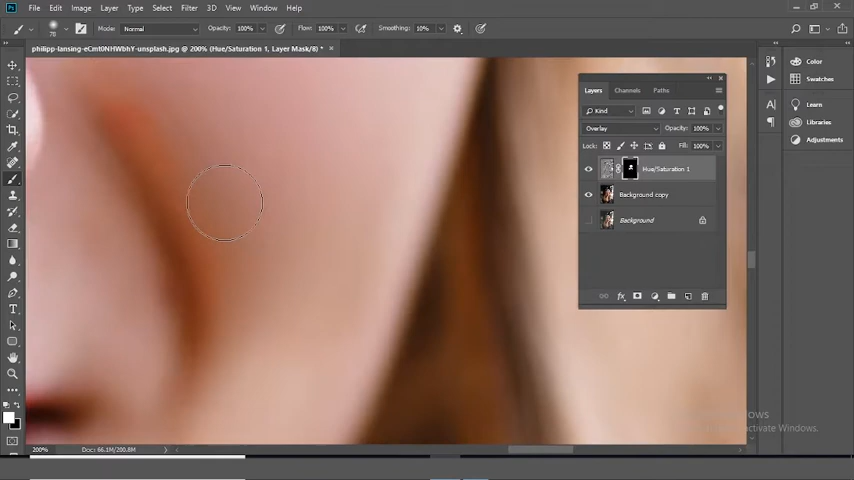 Ps File Edit Image Layer Type Select Filter 3D View Window Help
78 Mode: Normal Opacity: 100% Flow: 100% Smoothing: 10%
philipp-lansing-eCmt0NHWbhY-unsplash.jpg @ 200% (Hue/Saturation 1, Layer Mask/8) * ×
Layers Channels Paths
Kind
Overlay Opacity: 100%
Lock: Fill: 100%
Hue/Saturation 1
Background copy
Background
fx
Color
Swatches
Learn
Libraries
Adjustments
200% Doc: 66.1M/200.8M